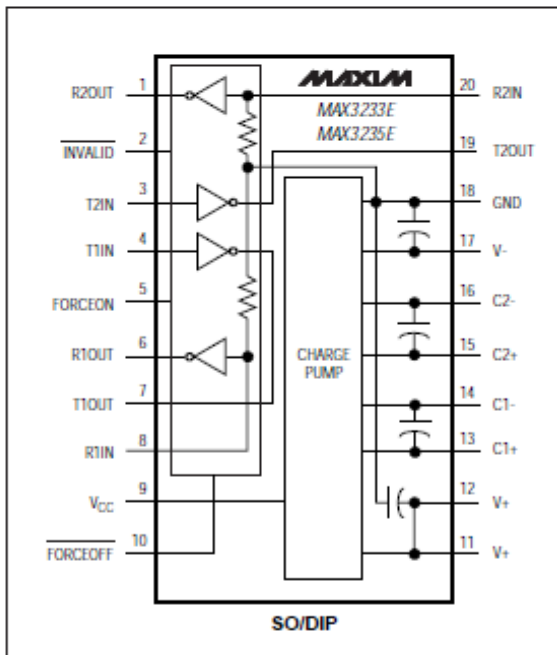 MAXIM
MAX3233E
MAX3235E
R2OUT 1
INVALID 2
T2IN 3
T1IN 4
FORCEON 5
R1OUT 6
T1OUT 7
R1IN 8
VCC 9
FORCEOFF 10
20 R2IN
19 T2OUT
18 GND
17 V-
16 C2-
15 C2+
14 C1-
13 C1+
12 V+
11 V+
CHARGE
PUMP
SO/DIP